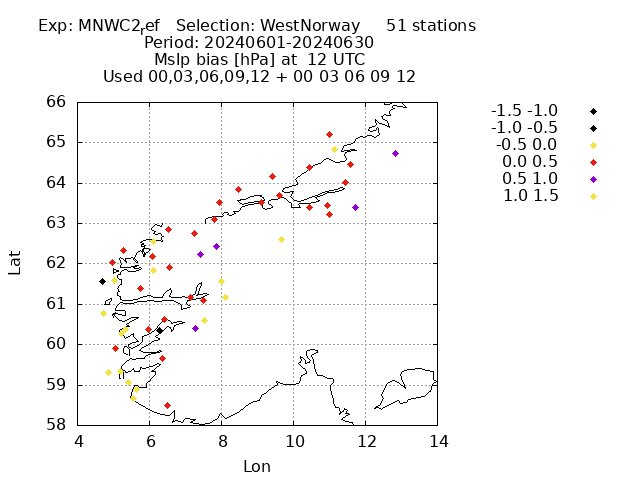 Exp: MNWC2ref   Selection: WestNorway     51 stations
Period: 20240601-20240630
Mslp bias [hPa] at  12 UTC
Used 00,03,06,09,12 + 00 03 06 09 12
-1.5 -1.0
-1.0 -0.5
-0.5 0.0
0.0 0.5
0.5 1.0
1.0 1.5
66
65
64
63
62
61
60
59
58
Lat
4 6 8 10 12 14
Lon